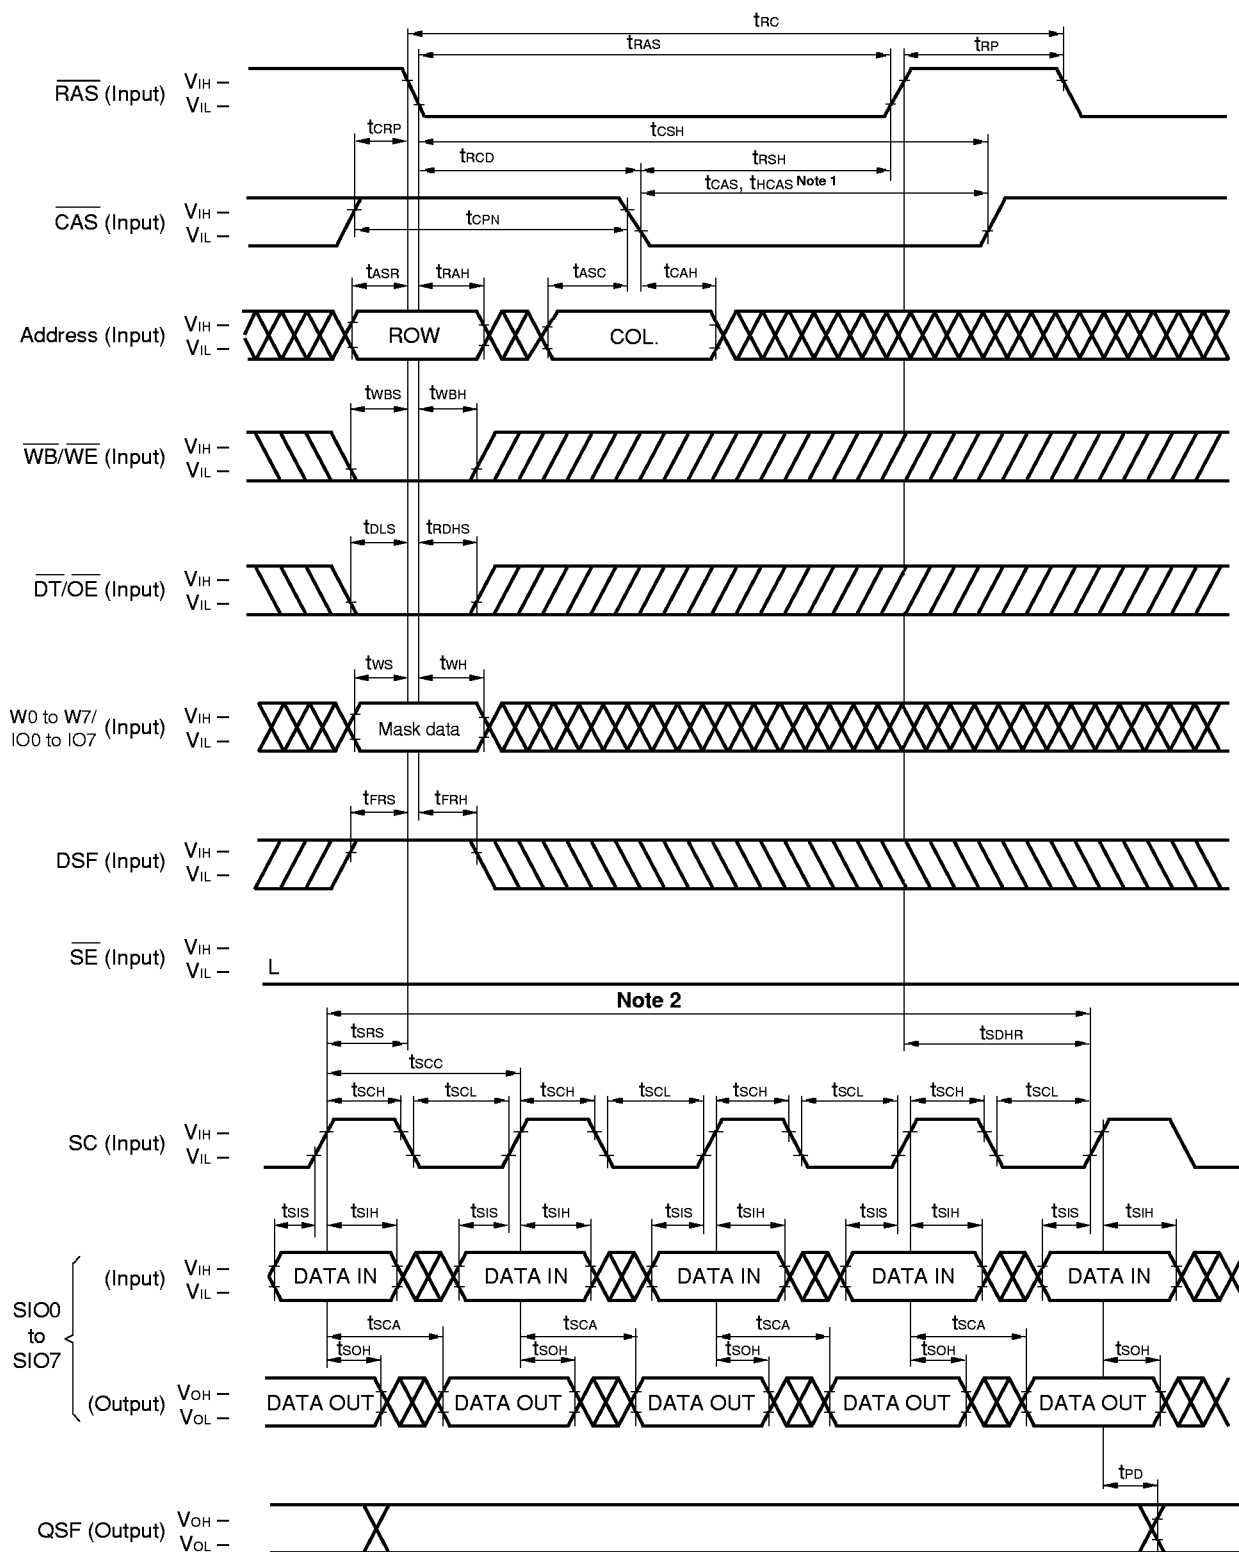 tRC
tRAS tRP
RAS (Input) VIH –
VIL –
tCRP tCSH
tRCD tRSH
tCAS, tHCAS Note 1
CAS (Input) VIH –
VIL –
tCPN
tASR tRAH tASC tCAH
Address (Input) VIH –
VIL –
ROW COL.
tWBS tWBH
WB/WE (Input) VIH –
VIL –
tDLS tRDHS
DT/OE (Input) VIH –
VIL –
tWS tWH
W0 to W7/
IO0 to IO7 (Input) VIH –
VIL –
Mask data
tFRS tFRH
DSF (Input) VIH –
VIL –
SE (Input) VIH –
VIL –
L
Note 2
tSRS tSDHR
tSCC
tSCH tSCL tSCH tSCL tSCH tSCL tSCH tSCL
SC (Input) VIH –
VIL –
tSIS tSIH tSIS tSIH tSIS tSIH tSIS tSIH tSIS tSIH
(Input) VIH –
VIL –
DATA IN DATA IN DATA IN DATA IN DATA IN
SIO0
to
SIO7
tSCA tSCA tSCA tSCA
tSOH tSOH tSOH tSOH tSOH
(Output) VOH –
VOL –
DATA OUT DATA OUT DATA OUT DATA OUT DATA OUT
tPD
QSF (Output) VOH –
VOL –